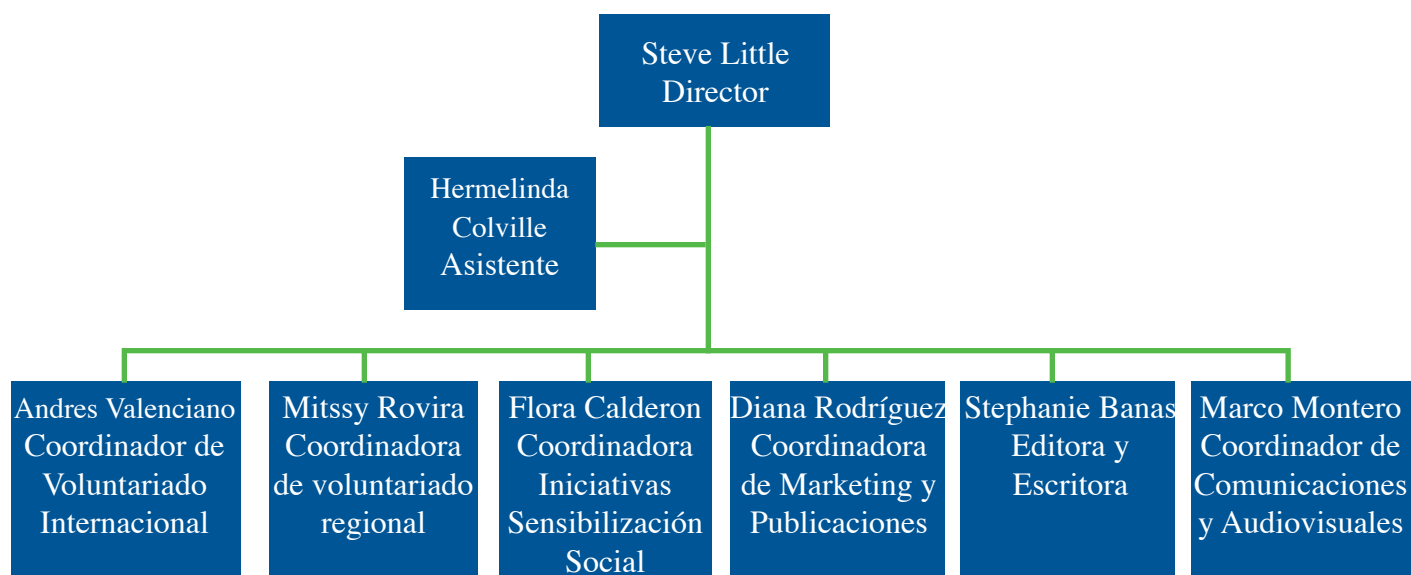 Steve Little
Director
Hermelinda
Colville
Asistente
Andres Valenciano
Coordinador de
Voluntariado
Internacional
Mitssy Rovira
Coordinadora
de voluntariado
regional
Flora Calderon
Coordinadora
Iniciativas
Sensibilización
Social
Diana Rodríguez
Coordinadora
de Marketing y
Publicaciones
Stephanie Banas
Editora y
Escritora
Marco Montero
Coordinador de
Comunicaciones
y Audiovisuales